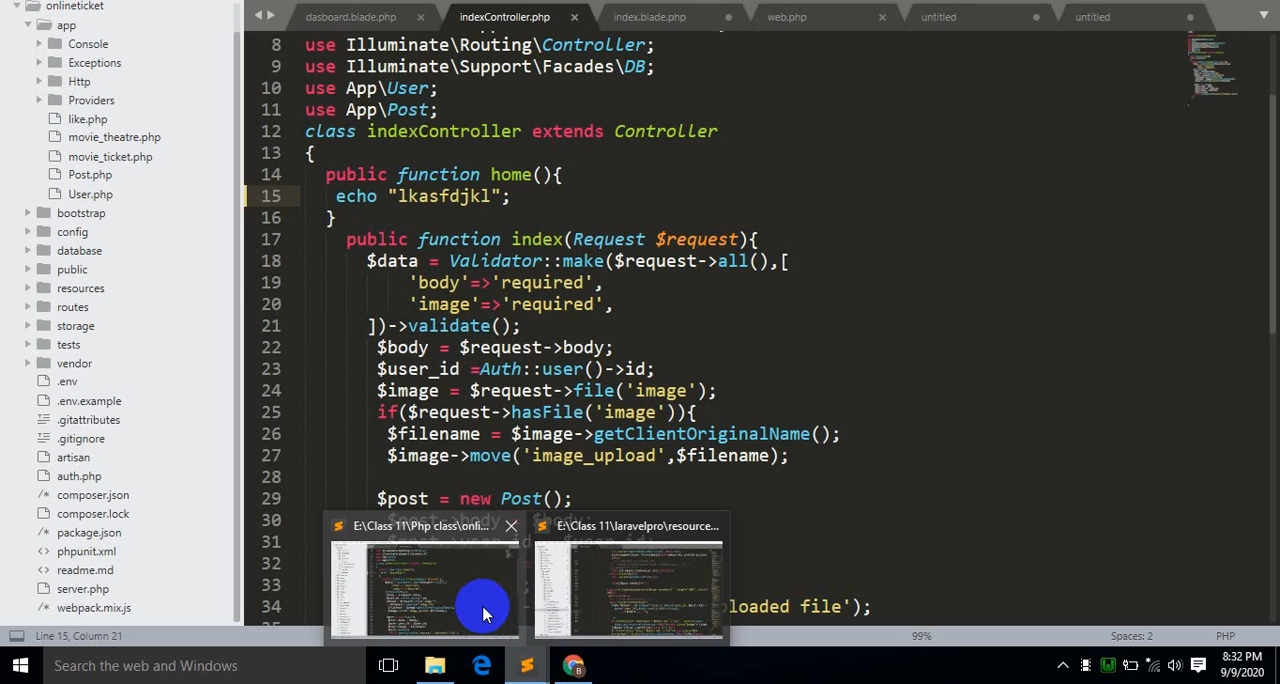 onlineticket
app
Console
Exceptions
Http
Providers
like.php
movie_theatre.php
movie_ticket.php
Post.php
User.php
bootstrap
config
database
public
resources
routes
storage
tests
vendor
.env
.env.example
.gitattributes
.gitignore
artisan
auth.php
composer.json
composer.lock
package.json
phpunit.xml
readme.md
server.php
webpack.mix.js
dasboard.blade.php
indexController.php
index.blade.php
web.php
untitled
untitled
8 use Illuminate\Routing\Controller;
9 use Illuminate\Support\Facades\DB;
10 use App\User;
11 use App\Post;
12 class indexController extends Controller
13 {
14 public function home(){
15 echo "lkasfdjkl";
16 }
17 public function index(Request $request){
18 $data = Validator::make($request->all(),[
19 'body'=>'required',
20 'image'=>'required',
21 ])->validate();
22 $body = $request->body;
23 $user_id =Auth::user()->id;
24 $image = $request->file('image');
25 if($request->hasFile('image')){
26 $filename = $image->getClientOriginalName();
27 $image->move('image_upload',$filename);
28
29 $post = new Post();
30
31
32
33
34 loaded file');
E:\Class 11\Php class\onli...
E:\Class 11\laravelpro\resource...
Line 15, Column 21
99%
Spaces: 2
PHP
Search the web and Windows
8:32 PM
9/9/2020